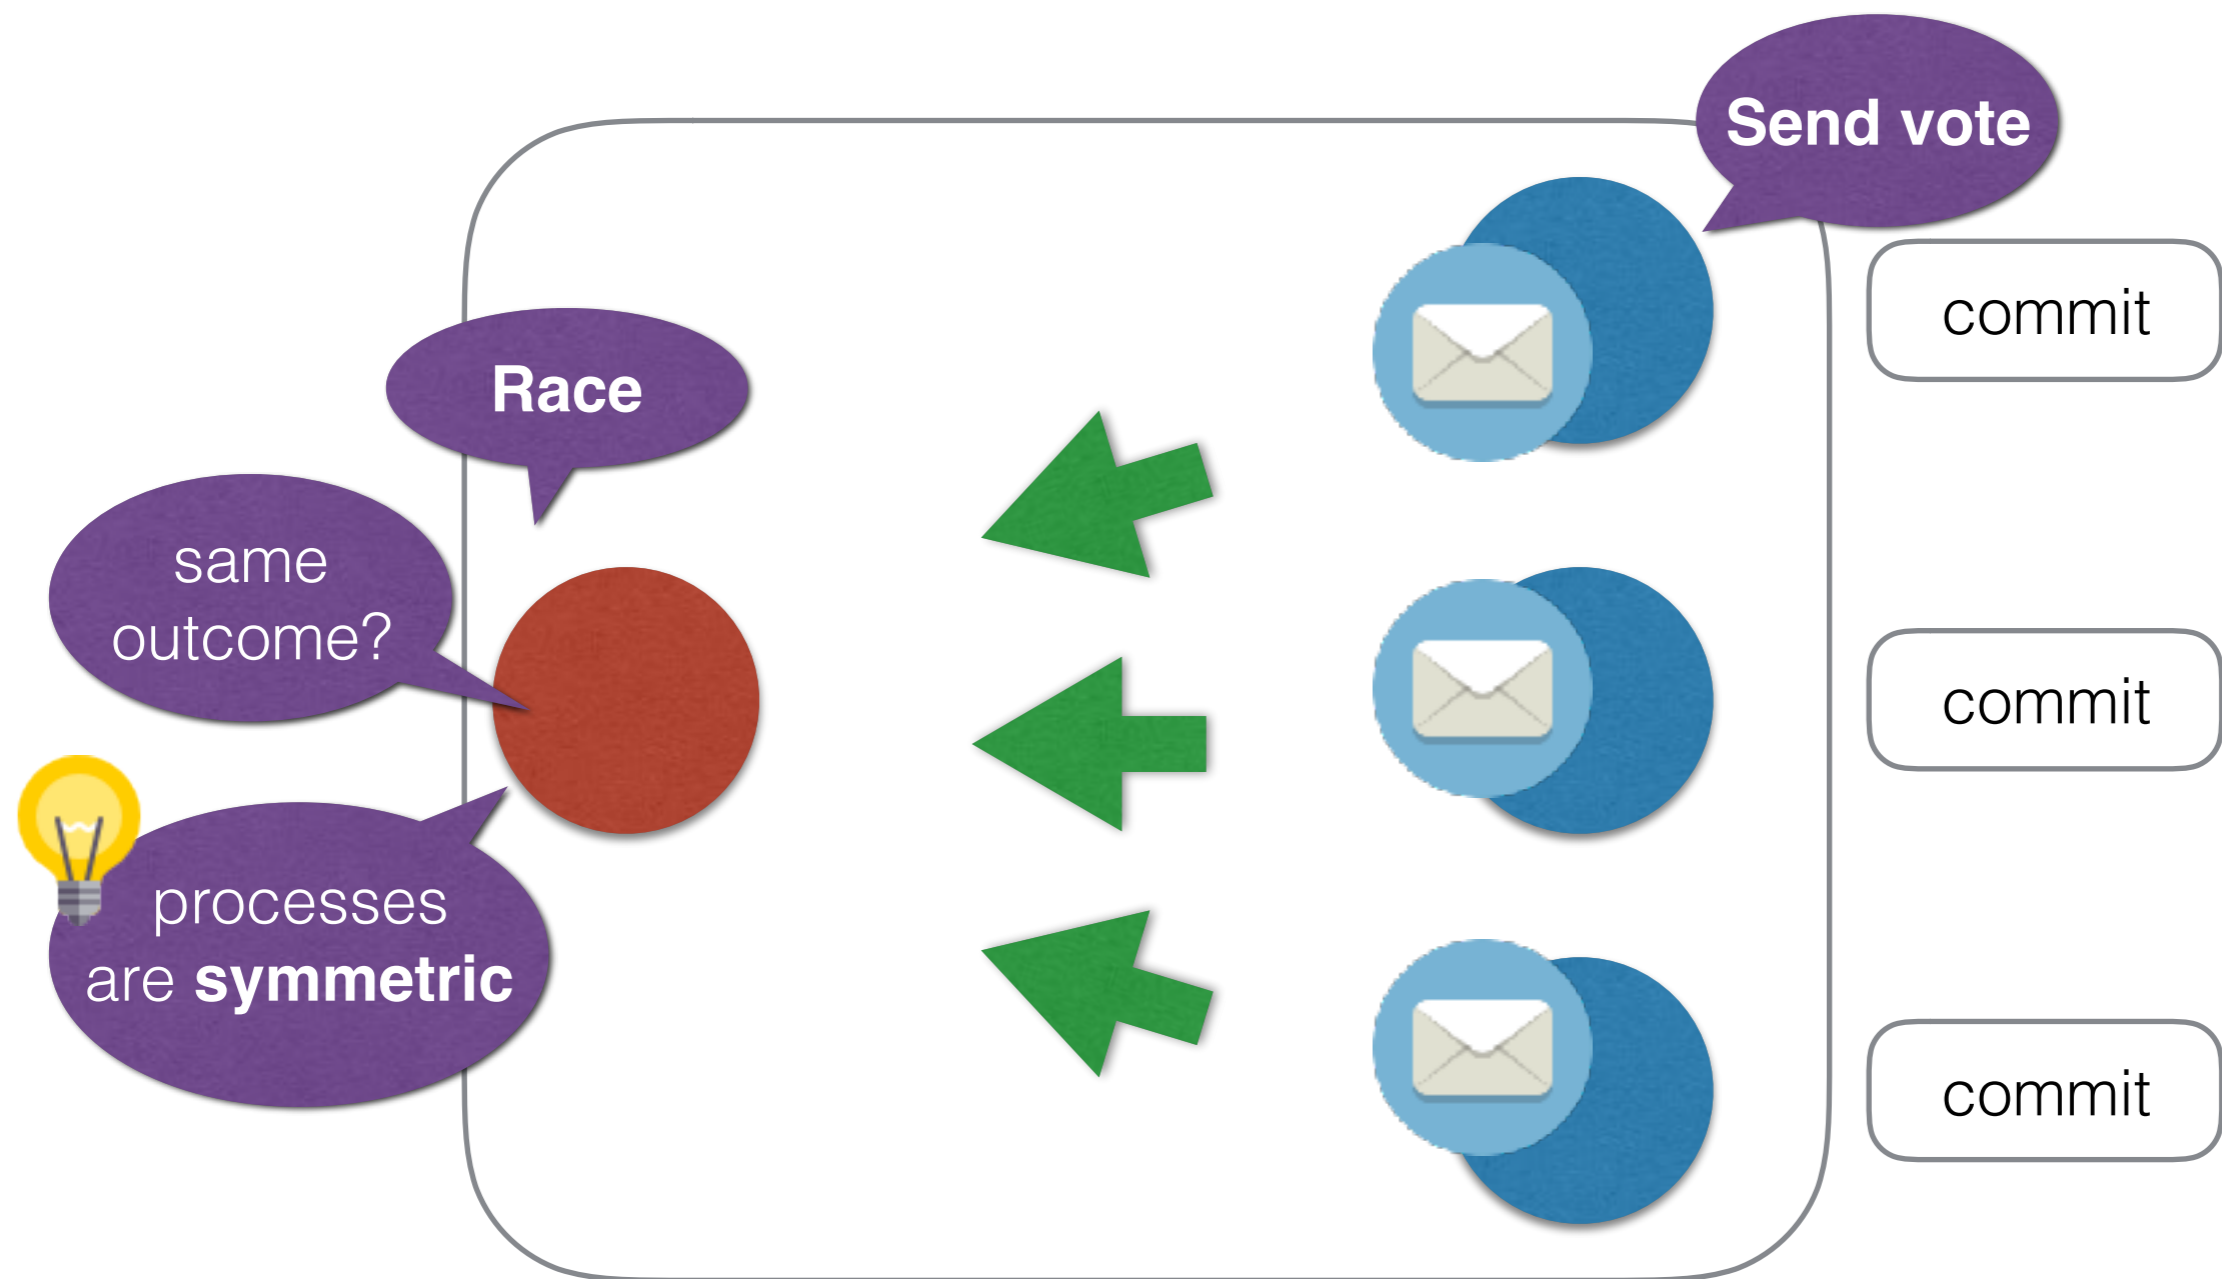 Send vote
commit
Race
same
outcome?
commit
processes
are symmetric
commit